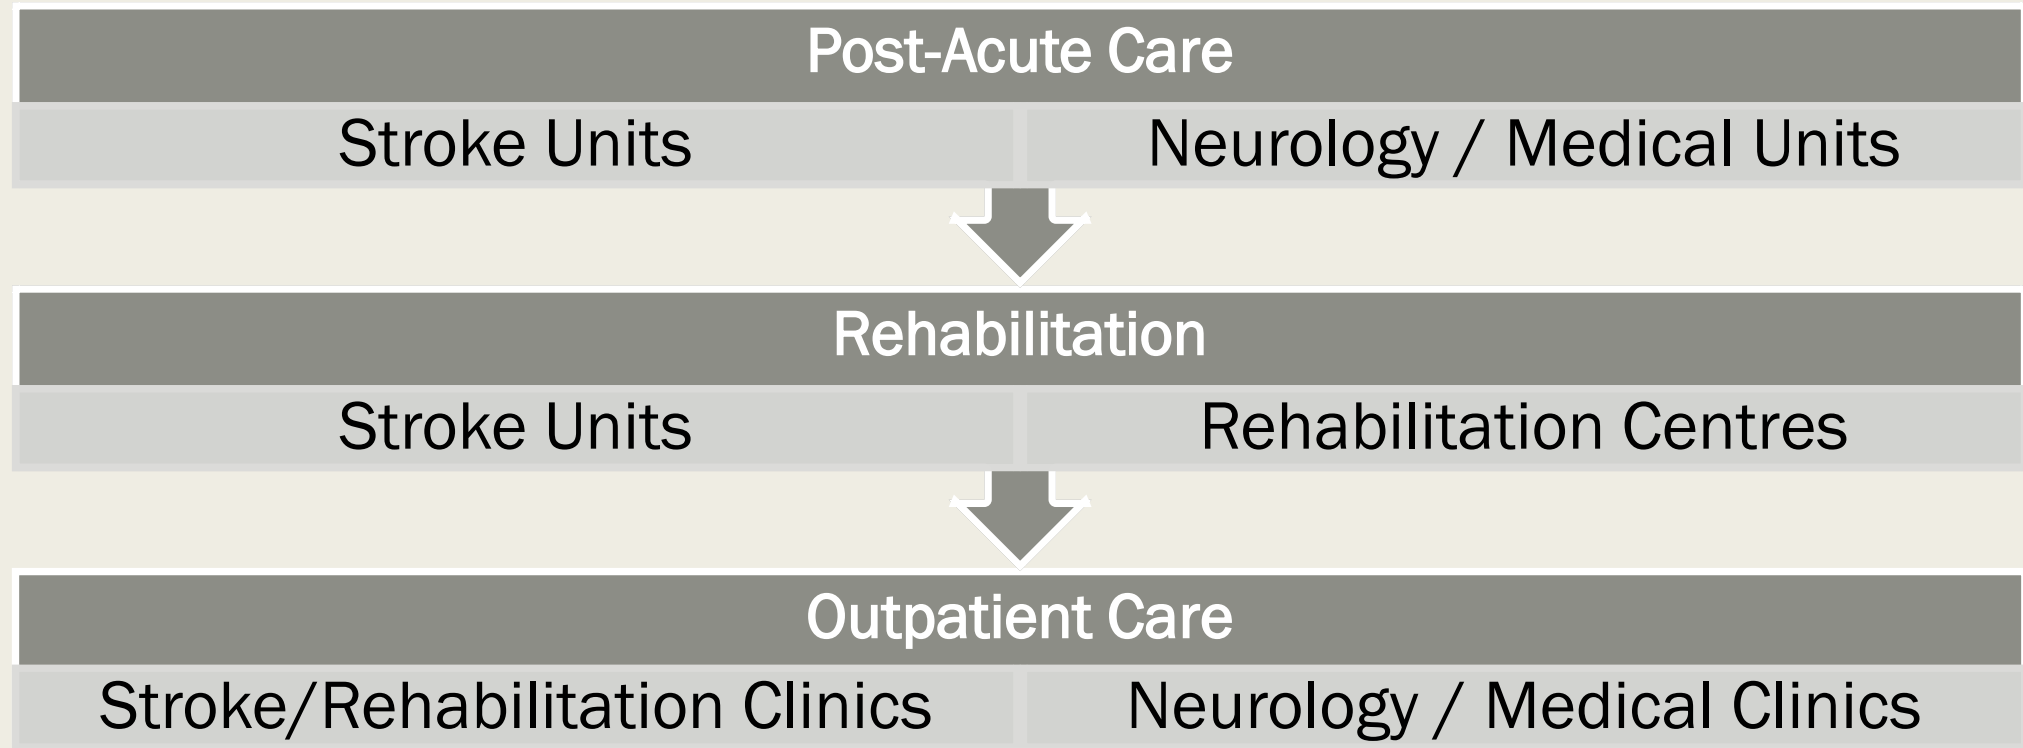 Post-Acute Care
Stroke Units
Neurology / Medical Units
Rehabilitation
Stroke Units
Rehabilitation Centres
Outpatient Care
Stroke/Rehabilitation Clinics
Neurology / Medical Clinics